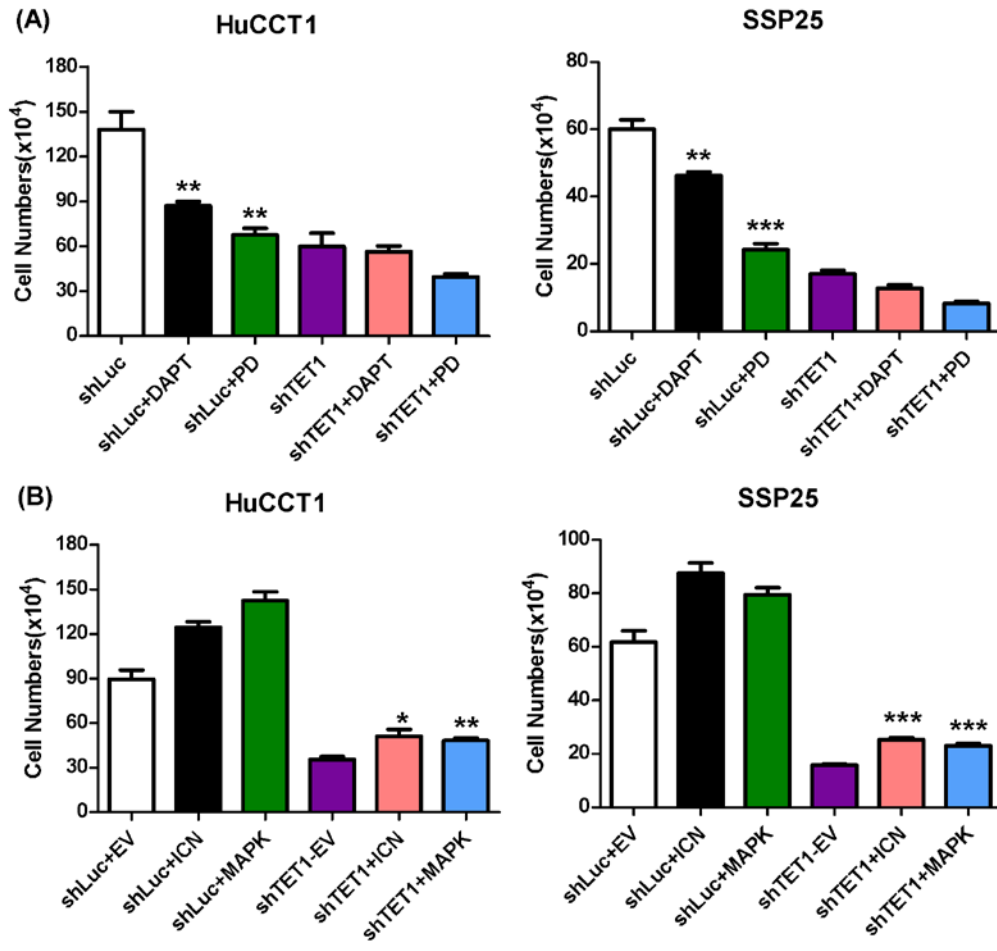 (A)
HuCCT1
Cell Numbers(x10⁴)
180
150
120
90
60
30
0
**
**
shLuc
shLuc+DAPT
shLuc+PD
shTET1
shTET1+DAPT
shTET1+PD
SSP25
Cell Numbers(x10⁴)
80
60
40
20
0
**
***
shLuc
shLuc+DAPT
shLuc+PD
shTET1
shTET1+DAPT
shTET1+PD
(B)
HuCCT1
Cell Numbers(x10⁴)
180
150
120
90
60
30
0
*
**
shLuc+EV
shLuc+ICN
shLuc+MAPK
shTET1-EV
shTET1+ICN
shTET1+MAPK
SSP25
Cell Numbers(x10⁴)
100
80
60
40
20
0
***
***
shLuc+EV
shLuc+ICN
shLuc+MAPK
shTET1-EV
shTET1+ICN
shTET1+MAPK